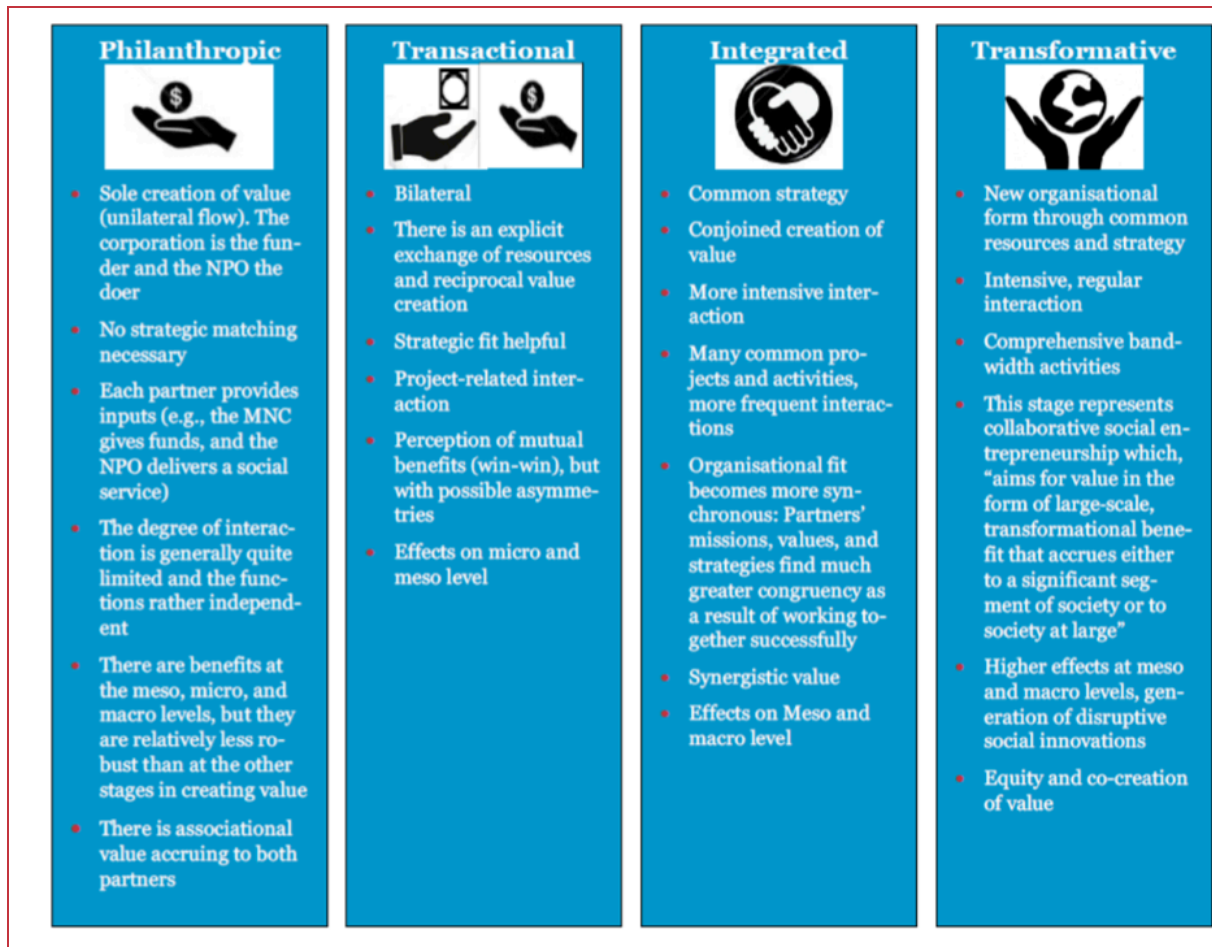 Philanthropic
$
Sole creation of value
(unilateral flow). The
corporation is the fun-
der and the NPO the
doer
No strategic matching
necessary
Each partner provides
inputs (e.g., the MNC
gives funds, and the
NPO delivers a social
service)
The degree of interac-
tion is generally quite
limited and the func-
tions rather independ-
ent
There are benefits at
the meso, micro, and
macro levels, but they
are relatively less ro-
bust than at the other
stages in creating value
There is associational
value accruing to both
partners
Transactional
$
Bilateral
There is an explicit
exchange of resources
and reciprocal value
creation
Strategic fit helpful
Project-related inter-
action
Perception of mutual
benefits (win-win), but
with possible asymme-
tries
Effects on micro and
meso level
Integrated
Common strategy
Conjoined creation of
value
More intensive inter-
action
Many common pro-
jects and activities,
more frequent interac-
tions
Organisational fit
becomes more syn-
chronous: Partners’
missions, values, and
strategies find much
greater congruency as
a result of working to-
gether successfully
Synergistic value
Effects on Meso and
macro level
Transformative
New organisational
form through common
resources and strategy
Intensive, regular
interaction
Comprehensive band-
width activities
This stage represents
collaborative social en-
trepreneurship which,
“aims for value in the
form of large-scale,
transformational bene-
fit that accrues either
to a significant seg-
ment of society or to
society at large”
Higher effects at meso
and macro levels, gen-
eration of disruptive
social innovations
Equity and co-creation
of value